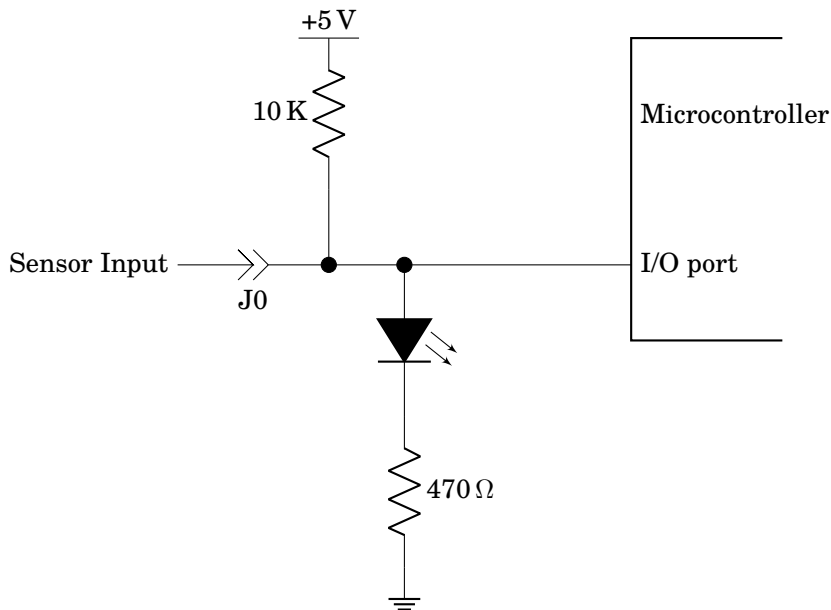 +5 V
10 K
Microcontroller
Sensor Input
J0
I/O port
470 Ω